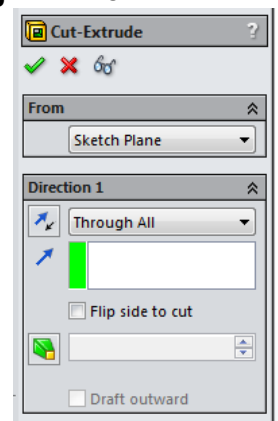 Cut-Extrude ?
From
Sketch Plane
Direction 1
Through All
Flip side to cut
Draft outward